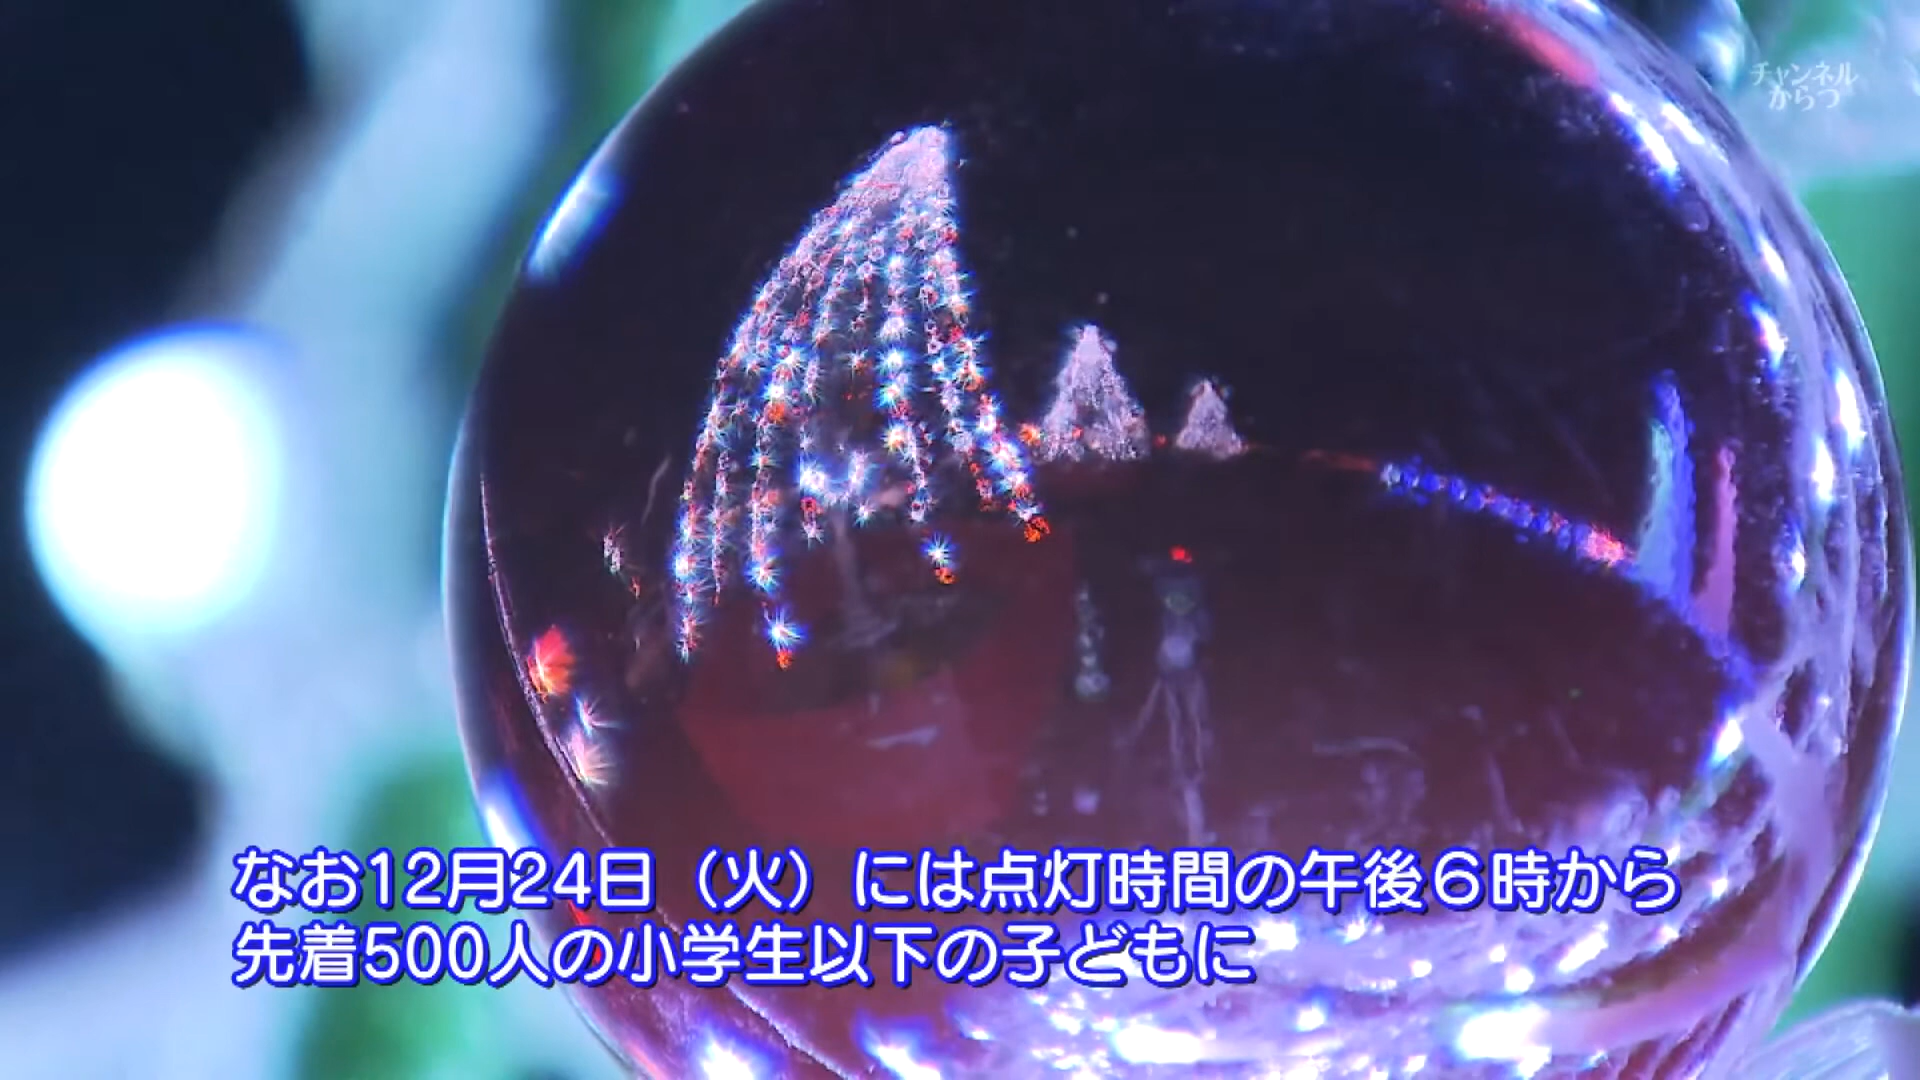 チャンネル
からつ
なお12月24日（火）には点灯時間の午後６時から
先着500人の小学生以下の子どもに